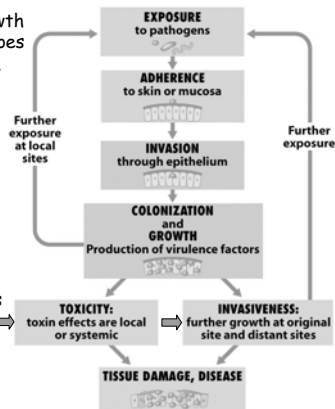 wth
pes
EXPOSURE
to pathogens
ADHERENCE
to skin or mucosa
Further
exposure
at local
sites
Further
exposure
INVASION
through epithelium
COLONIZATION
and
GROWTH
Production of virulence factors
s
TOXICITY:
toxin effects are local
or systemic
INVASIVENESS:
further growth at original
site and distant sites
TISSUE DAMAGE, DISEASE